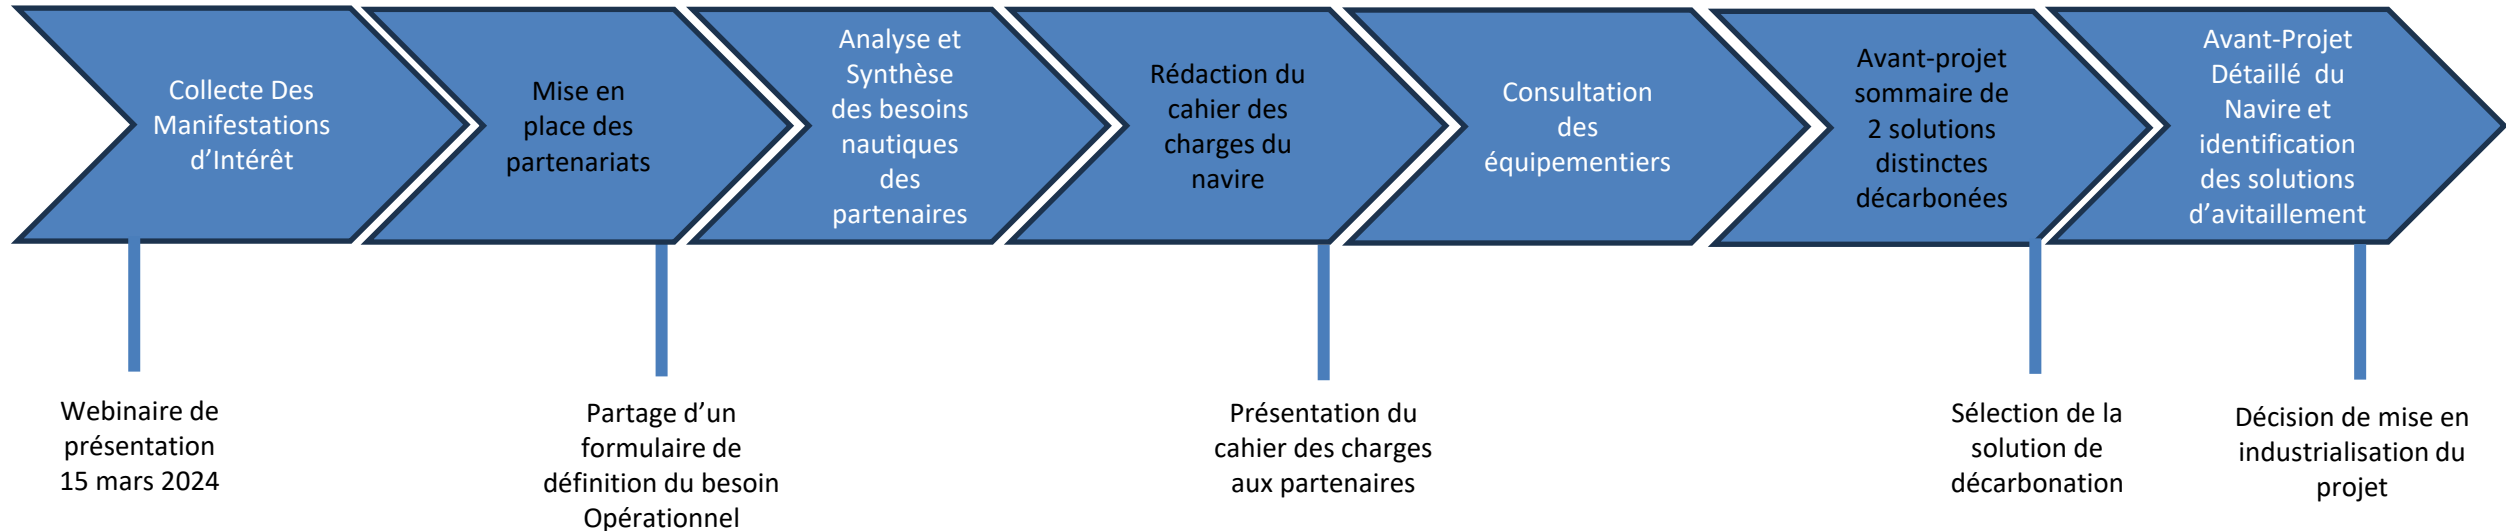 Collecte Des
Manifestations
d’Intérêt
Mise en
place des
partenariats
Analyse et
Synthèse
des besoins
nautiques
des
partenaires
Rédaction du
cahier des
charges du
navire
Consultation
des
équipementiers
Avant-projet
sommaire de
2 solutions
distinctes
décarbonées
Avant-Projet
Détaillé du
Navire et
identification
des solutions
d’avitaillement
Webinaire de
présentation
15 mars 2024
Partage d’un
formulaire de
définition du besoin
Opérationnel
Présentation du
cahier des charges
aux partenaires
Sélection de la
solution de
décarbonation
Décision de mise en
industrialisation du
projet